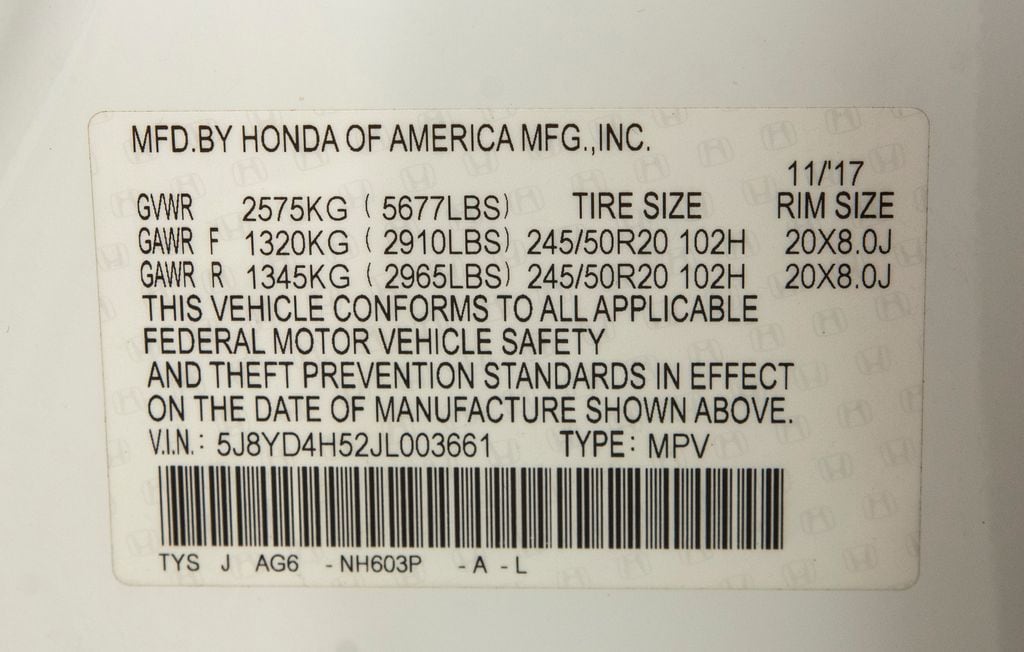 MFD.BY HONDA OF AMERICA MFG.,INC.
11/'17
GVWR 2575KG ( 5677LBS) TIRE SIZE RIM SIZE
GAWR F 1320KG ( 2910LBS) 245/50R20 102H 20X8.0J
GAWR R 1345KG ( 2965LBS) 245/50R20 102H 20X8.0J
THIS VEHICLE CONFORMS TO ALL APPLICABLE
FEDERAL MOTOR VEHICLE SAFETY
AND THEFT PREVENTION STANDARDS IN EFFECT
ON THE DATE OF MANUFACTURE SHOWN ABOVE.
V.I.N.: 5J8YD4H52JL003661 TYPE: MPV
TYS J AG6 -NH603P -A -L